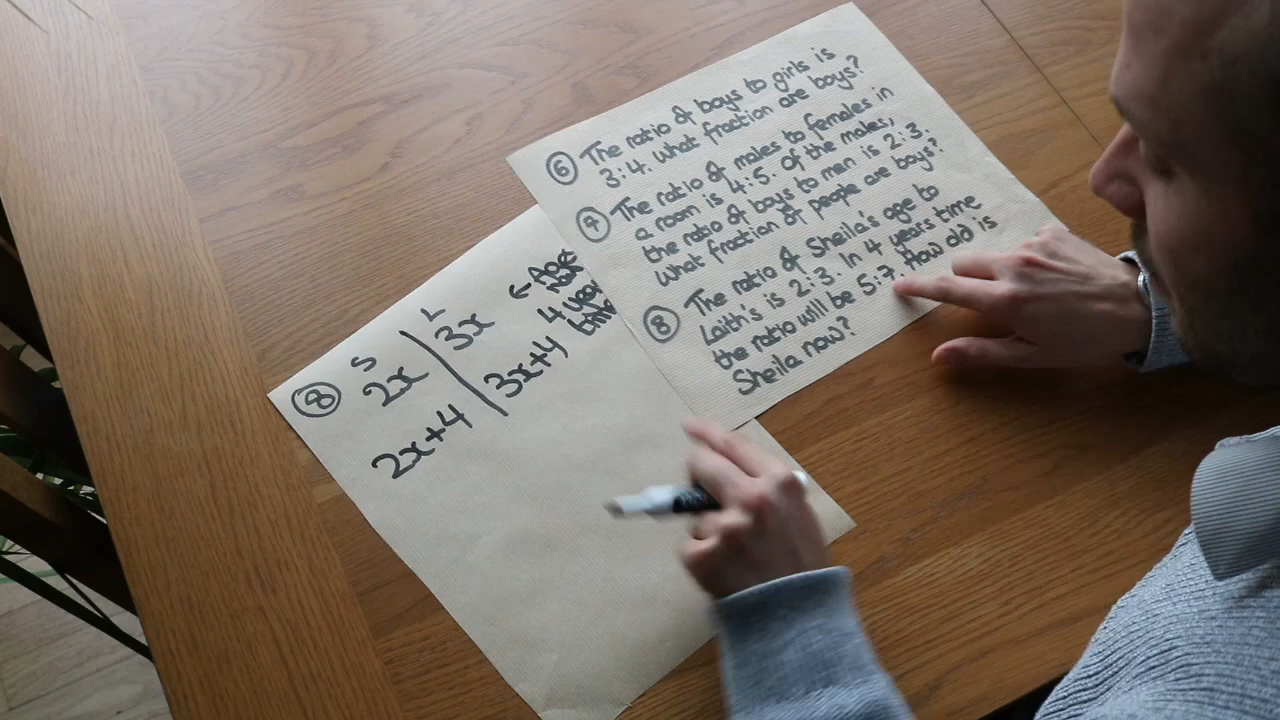 6 The ratio of boys to girls is
3:4. What fraction are boys?
7 The ratio of males to females in
a room is 4:5. Of the males,
the ratio of boys to men is 2:3.
What fraction of people are boys?
8 The ratio of Sheila's age to
Laith's is 2:3. In 4 years time
the ratio will be 5:7. How old is
Sheila now?
8 S L
2x 3x ← Age
2x+4 3x+4 4